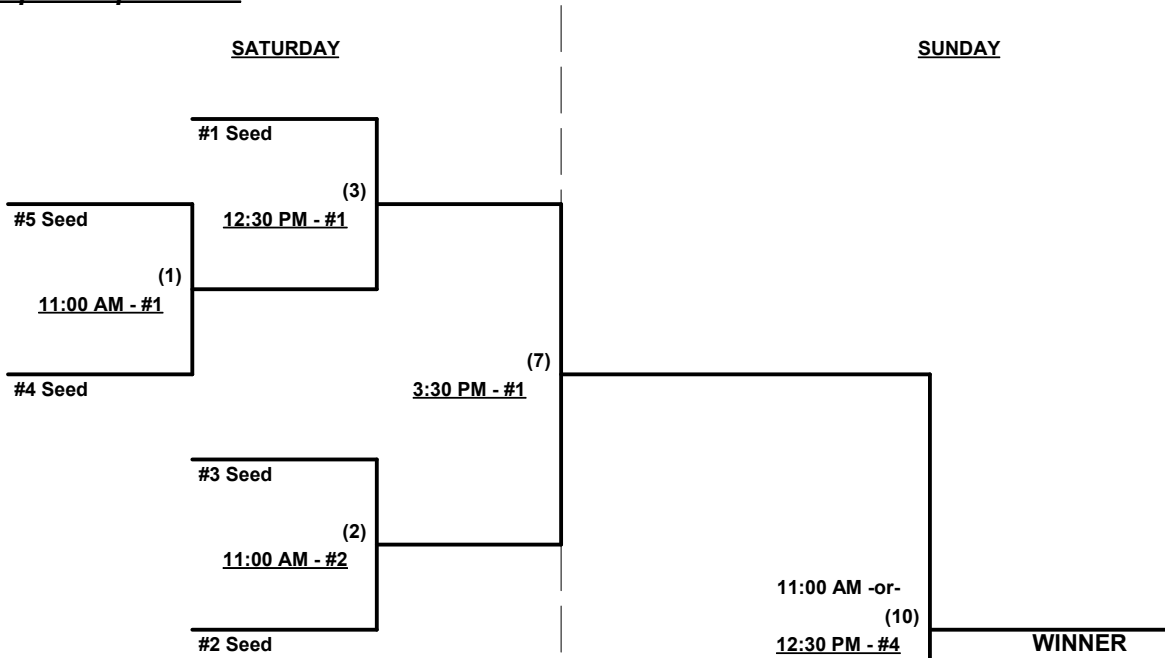 SATURDAY
SUNDAY
#1 Seed
(3)
#5 Seed
12:30 PM - #1
(1)
11:00 AM - #1
(7)
#4 Seed
3:30 PM - #1
#3 Seed
(2)
11:00 AM - #2
11:00 AM -or-
(10)
#2 Seed
12:30 PM - #4
WINNER